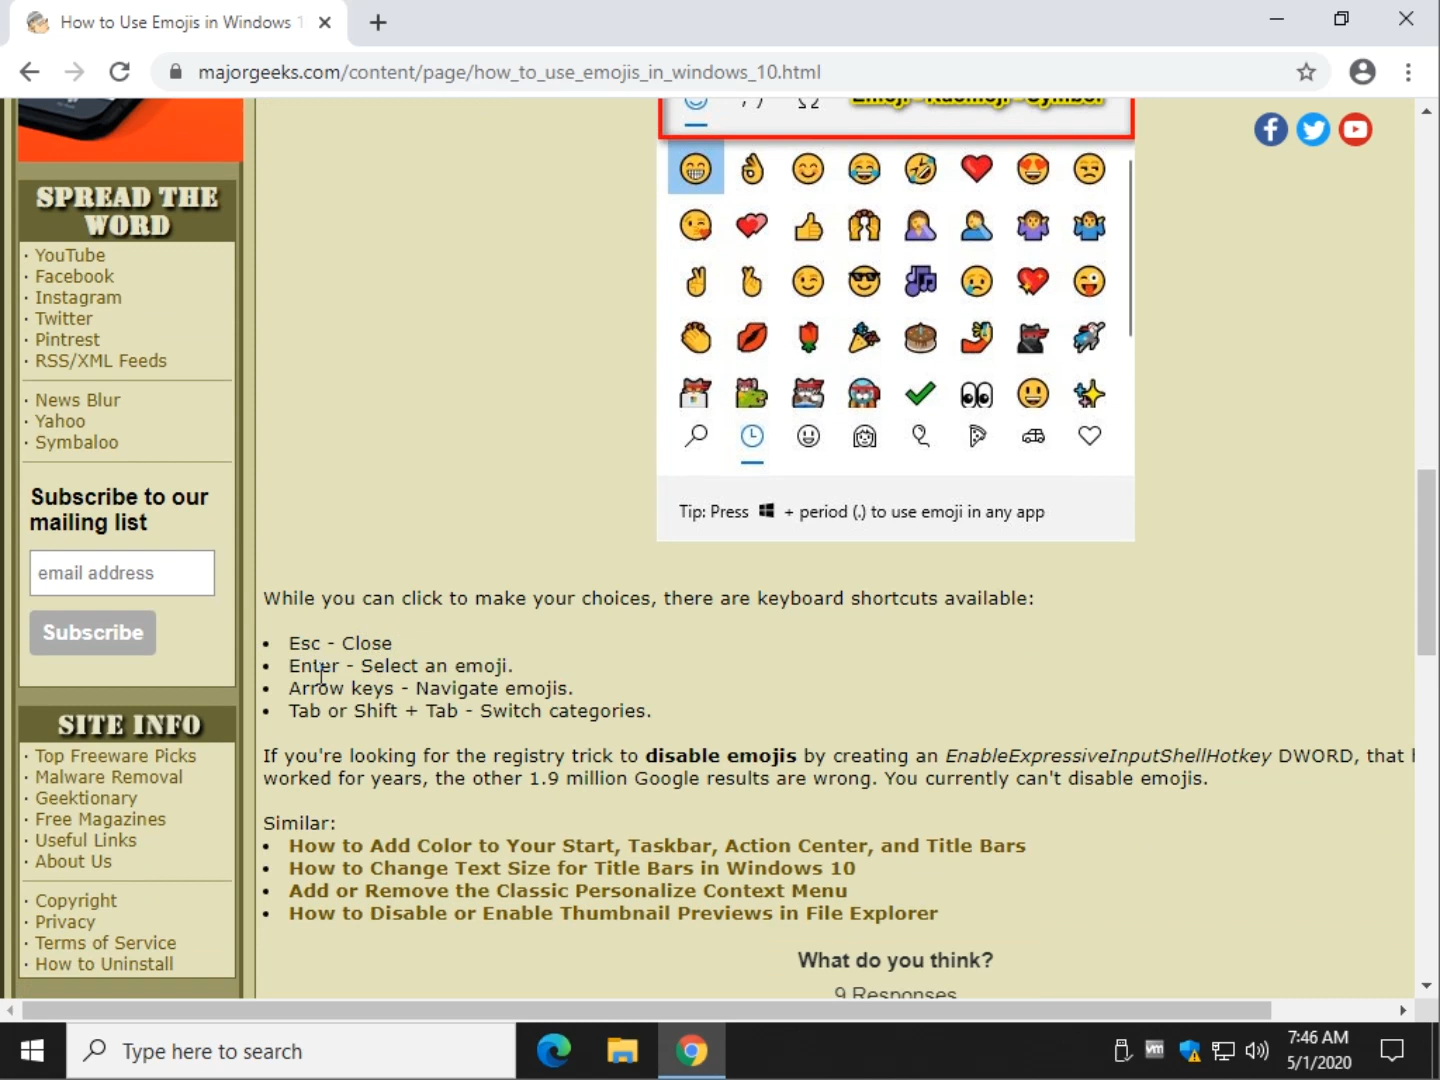 How to Use Emojis in Windows 1
majorgeeks.com/content/page/how_to_use_emojis_in_windows_10.html
Emoji - Kaomoji - Symbol
SPREAD THE
WORD
· YouTube
· Facebook
· Instagram
· Twitter
· Pintrest
· RSS/XML Feeds
· News Blur
· Yahoo
· Symbaloo
Subscribe to our
mailing list
email address
Subscribe
SITE INFO
· Top Freeware Picks
· Malware Removal
· Geektionary
· Free Magazines
· Useful Links
· About Us
· Copyright
· Privacy
· Terms of Service
· How to Uninstall
Tip: Press + period (.) to use emoji in any app
While you can click to make your choices, there are keyboard shortcuts available:
• Esc - Close
• Enter - Select an emoji.
• Arrow keys - Navigate emojis.
• Tab or Shift + Tab - Switch categories.
If you're looking for the registry trick to disable emojis by creating an EnableExpressiveInputShellHotkey DWORD, that
worked for years, the other 1.9 million Google results are wrong. You currently can't disable emojis.
Similar:
• How to Add Color to Your Start, Taskbar, Action Center, and Title Bars
• How to Change Text Size for Title Bars in Windows 10
• Add or Remove the Classic Personalize Context Menu
• How to Disable or Enable Thumbnail Previews in File Explorer
What do you think?
9 Responses
Type here to search
vm
7:46 AM
5/1/2020